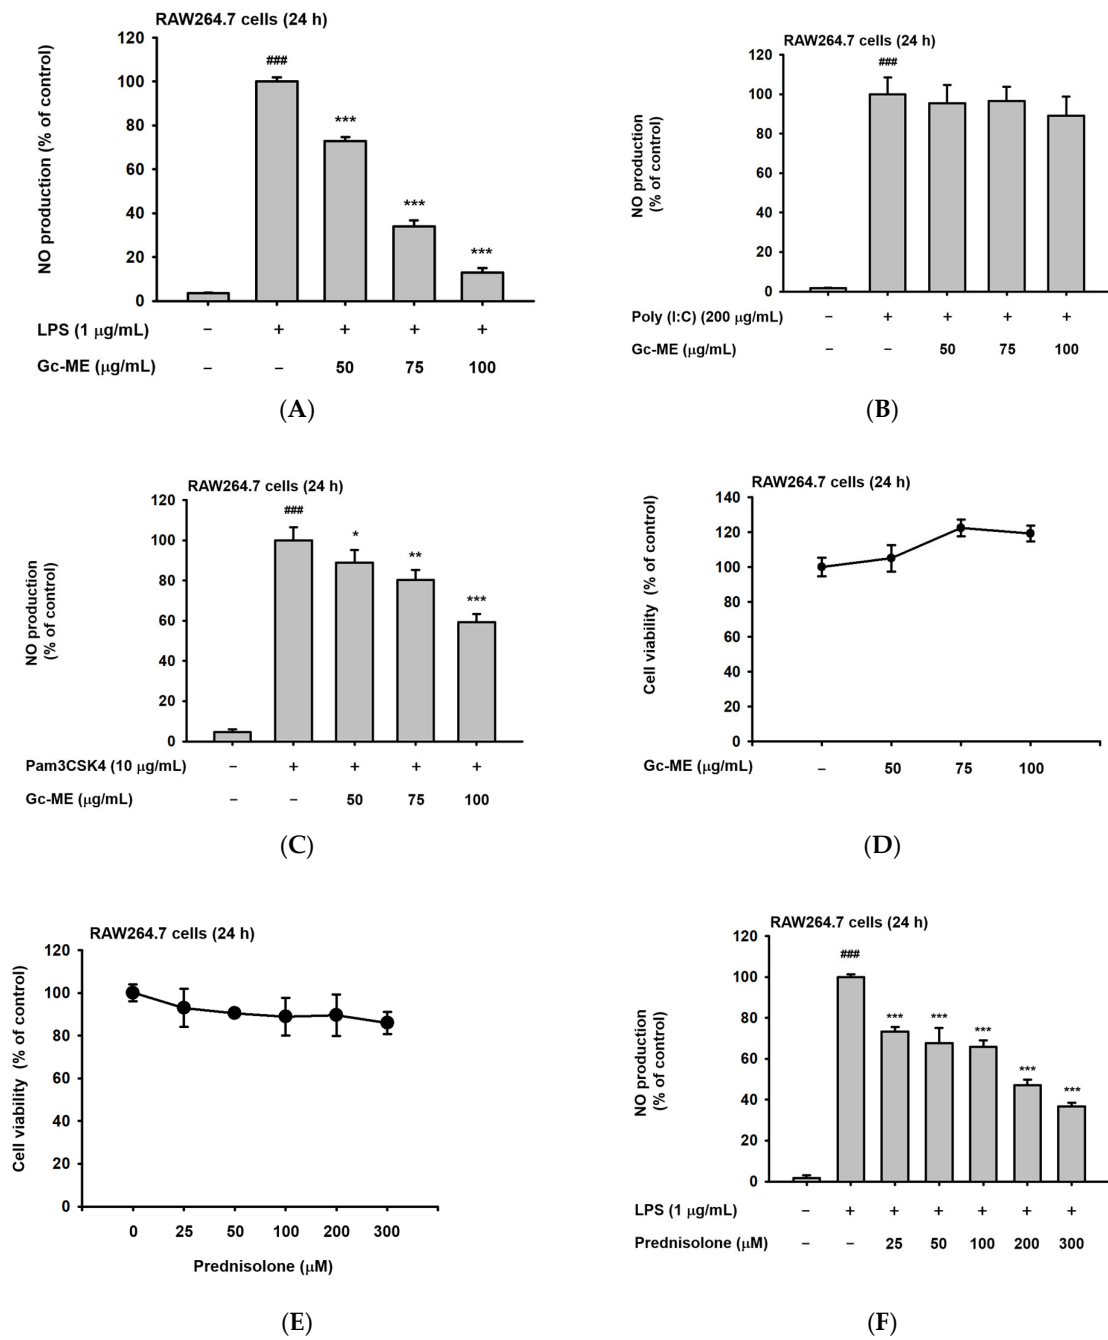 RAW264.7 cells (24 h)
NO production (% of control)
120
100
80
60
40
20
0
###
***
***
***
LPS (1 μg/mL) – + + + +
Gc-ME (μg/mL) – – 50 75 100
(A)
RAW264.7 cells (24 h)
NO production
(% of control)
120
100
80
60
40
20
0
###
Poly (I:C) (200 μg/mL) – + + + +
Gc-ME (μg/mL) – – 50 75 100
(B)
RAW264.7 cells (24 h)
NO production
(% of control)
120
100
80
60
40
20
0
###
*
**
***
Pam3CSK4 (10 μg/mL) – + + + +
Gc-ME (μg/mL) – – 50 75 100
(C)
RAW264.7 cells (24 h)
Cell viability (% of control)
140
120
100
80
60
40
20
0
Gc-ME (μg/mL) – 50 75 100
(D)
RAW264.7 cells (24 h)
Cell viability (% of control)
120
100
80
60
40
20
0
0 25 50 100 200 300
Prednisolone (μM)
(E)
RAW264.7 cells (24 h)
NO production
(% of control)
120
100
80
60
40
20
0
###
***
***
***
***
***
LPS (1 μg/mL) – + + + + + +
Prednisolone (μM) – – 25 50 100 200 300
(F)